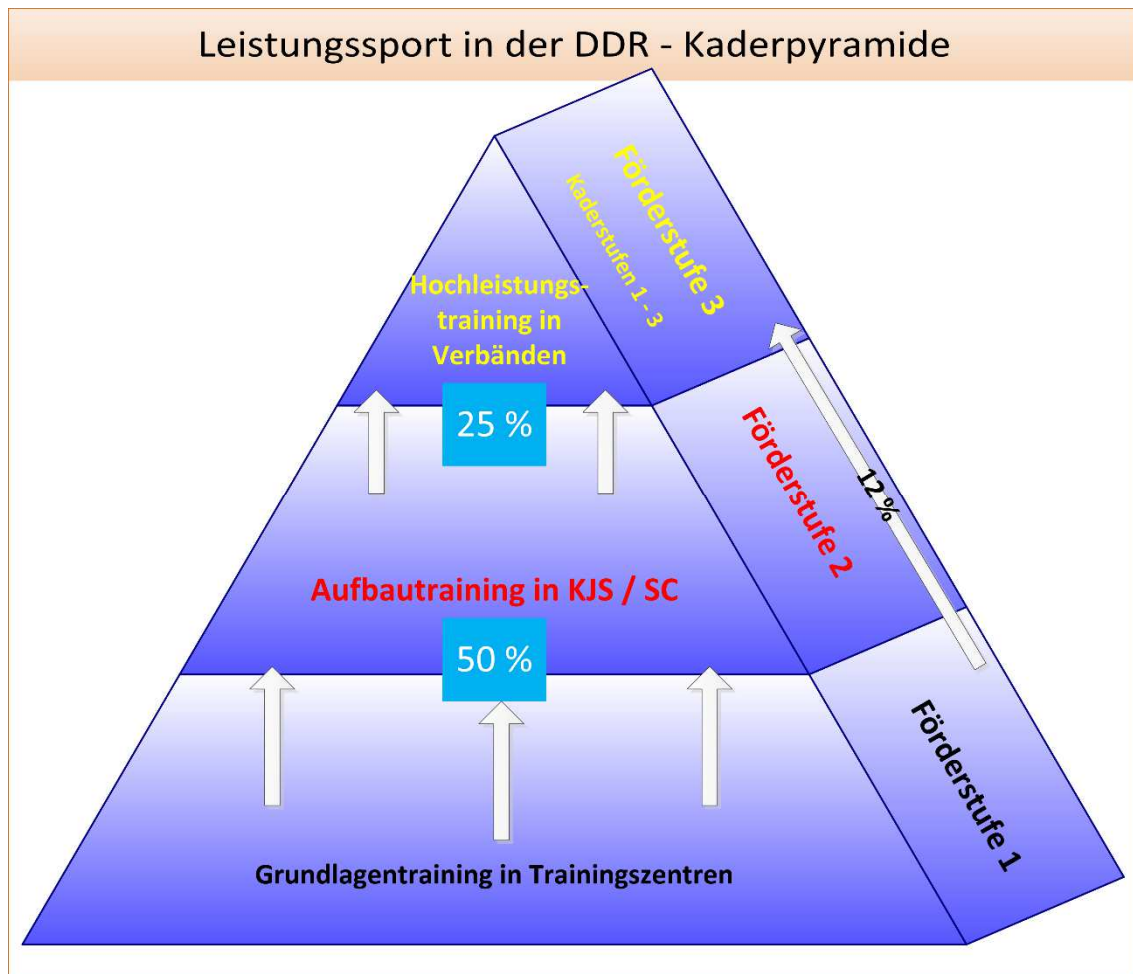 Leistungssport in der DDR - Kaderpyramide
Förderstufe 3
Kaderstufen 1 - 3
Hochleistungs-
training in
Verbänden
25 %
Förderstufe 2
12 %
Aufbautraining in KJS / SC
50 %
Förderstufe 1
Grundlagentraining in Trainingszentren